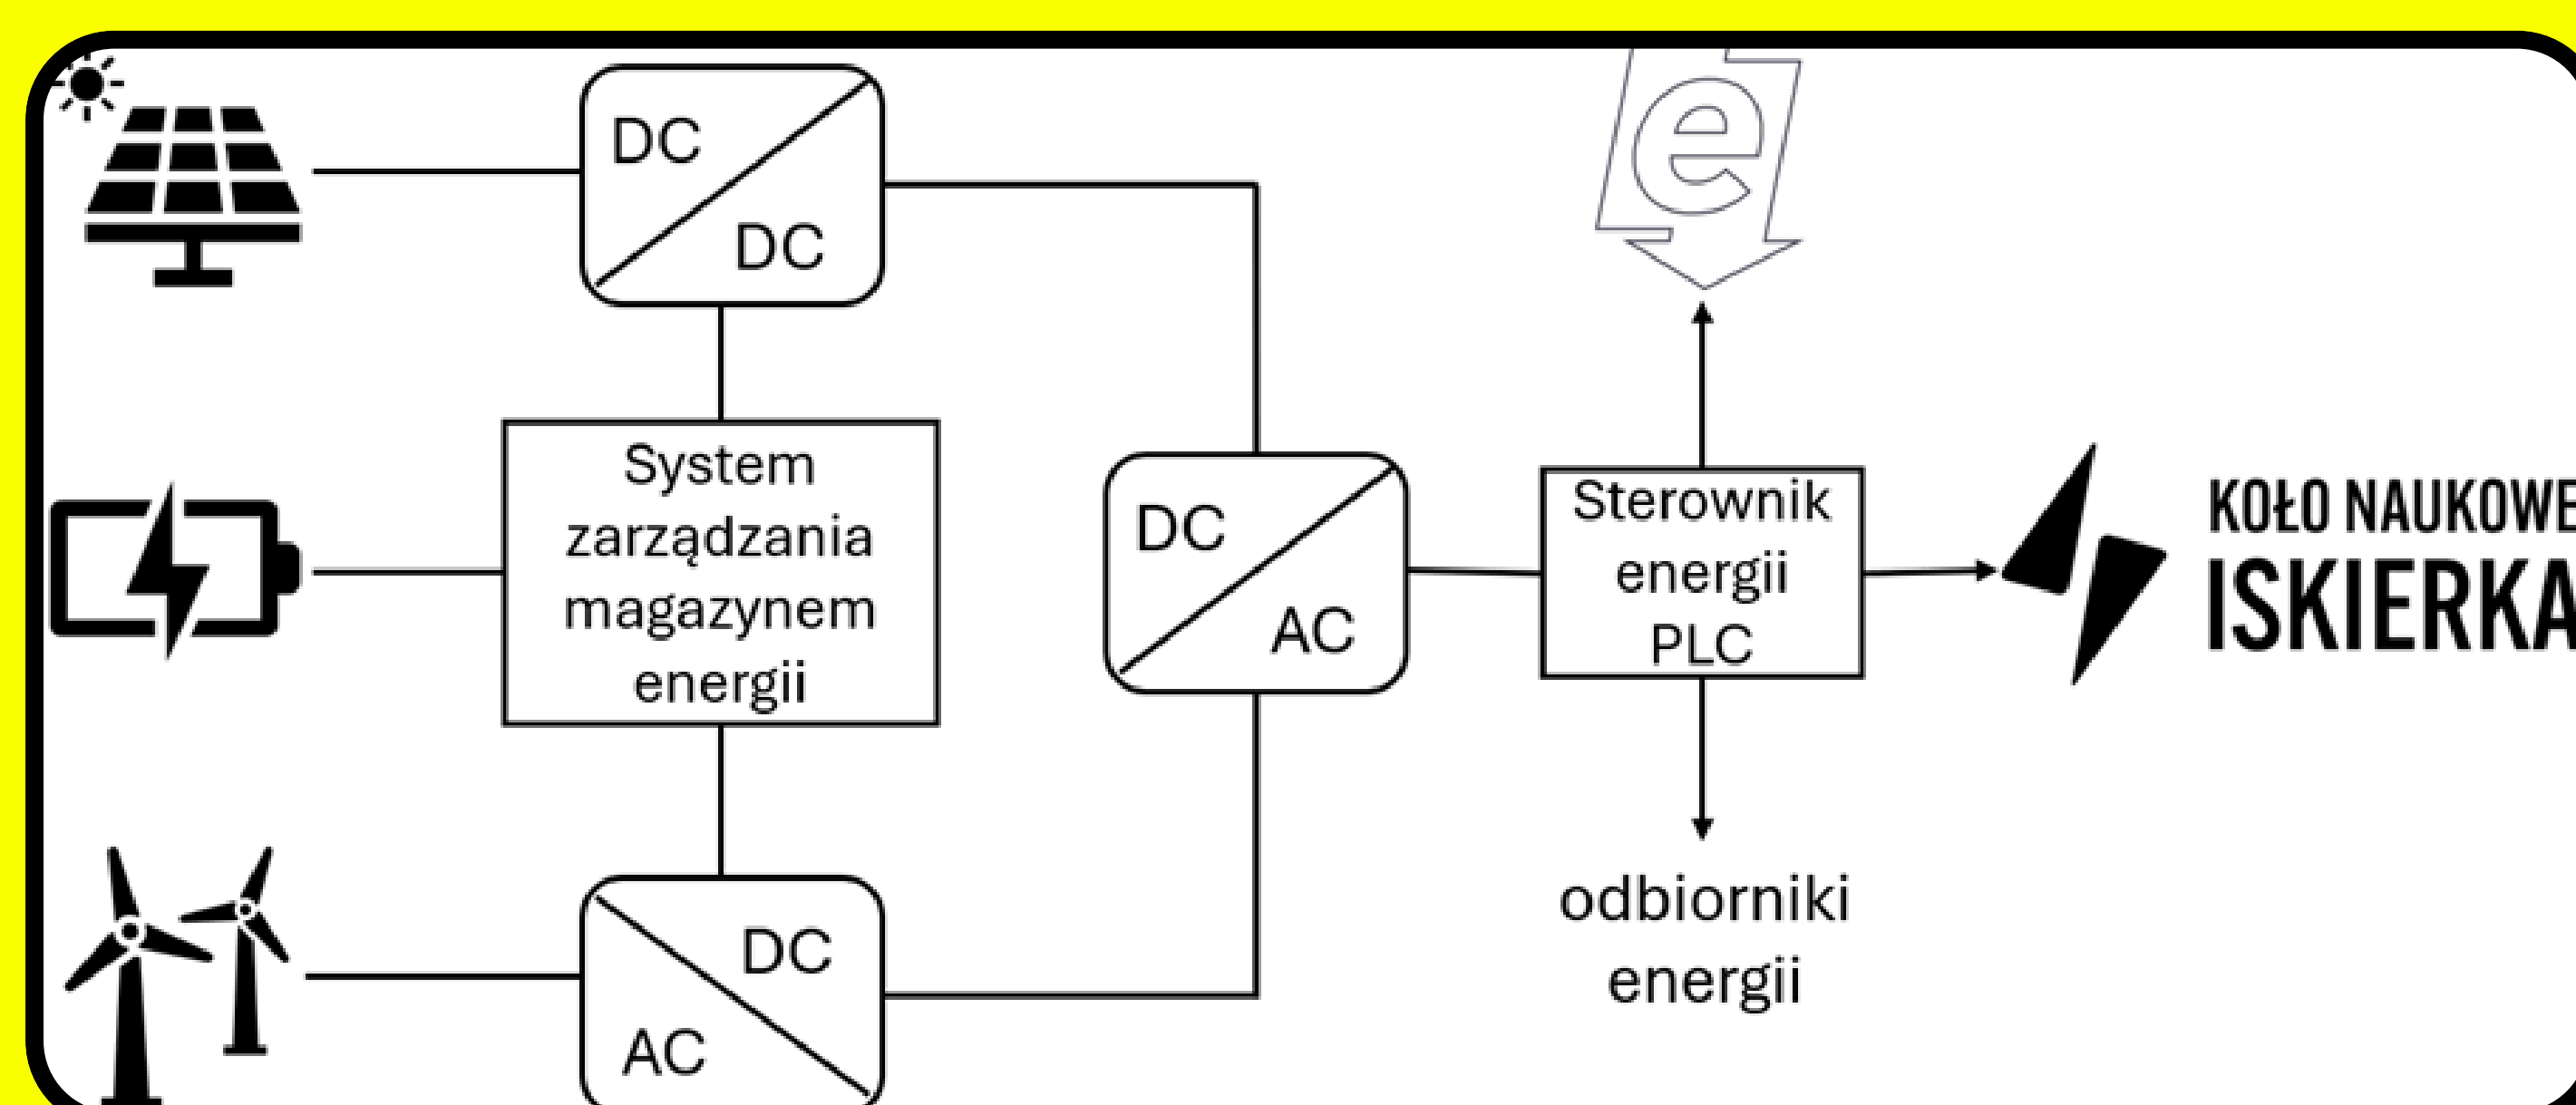 DC
DC
e
System
zarządzania
magazynem
energii
DC
AC
Sterownik
energii
PLC
KOŁO NAUKOWE
ISKIERKA
DC
AC
odbiorniki
energii